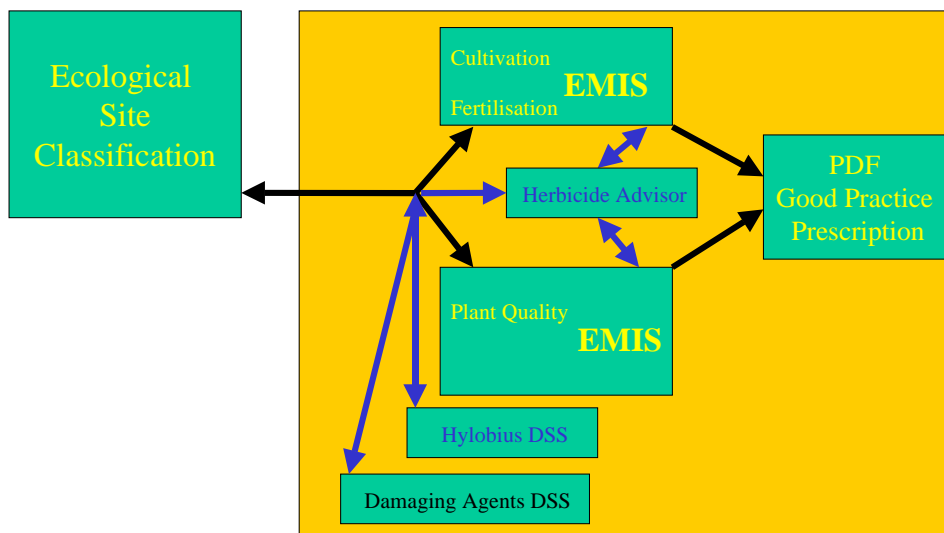 Ecological
Site
Classification
Cultivation
EMIS
Fertilisation
Herbicide Advisor
PDF
Good Practice
Prescription
Plant Quality
EMIS
Hylobius DSS
Damaging Agents DSS